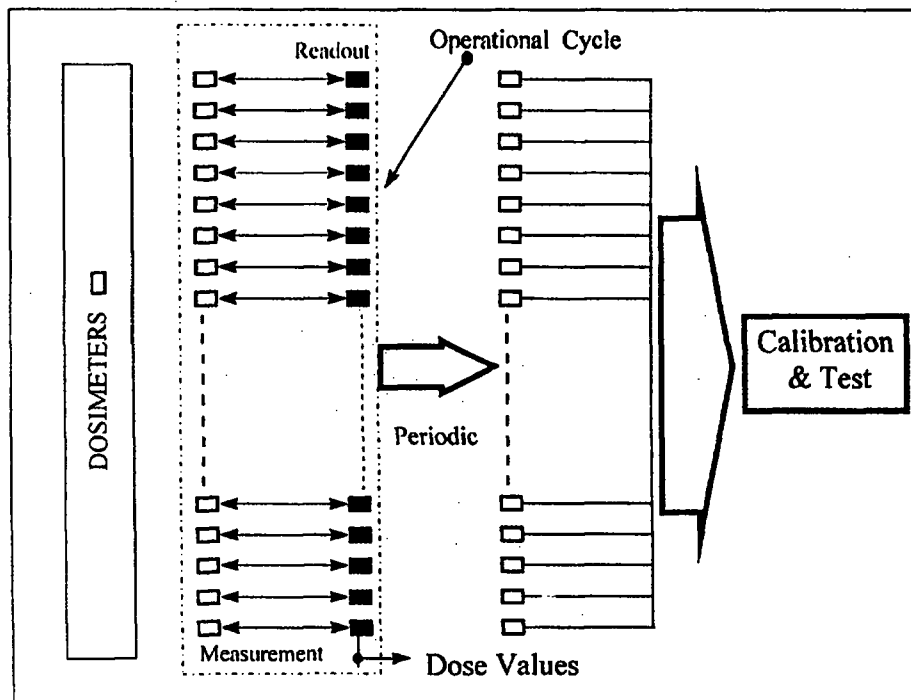 Readout
Operational Cycle
DOSIMETERS
Periodic
Calibration
& Test
Measurement
Dose Values